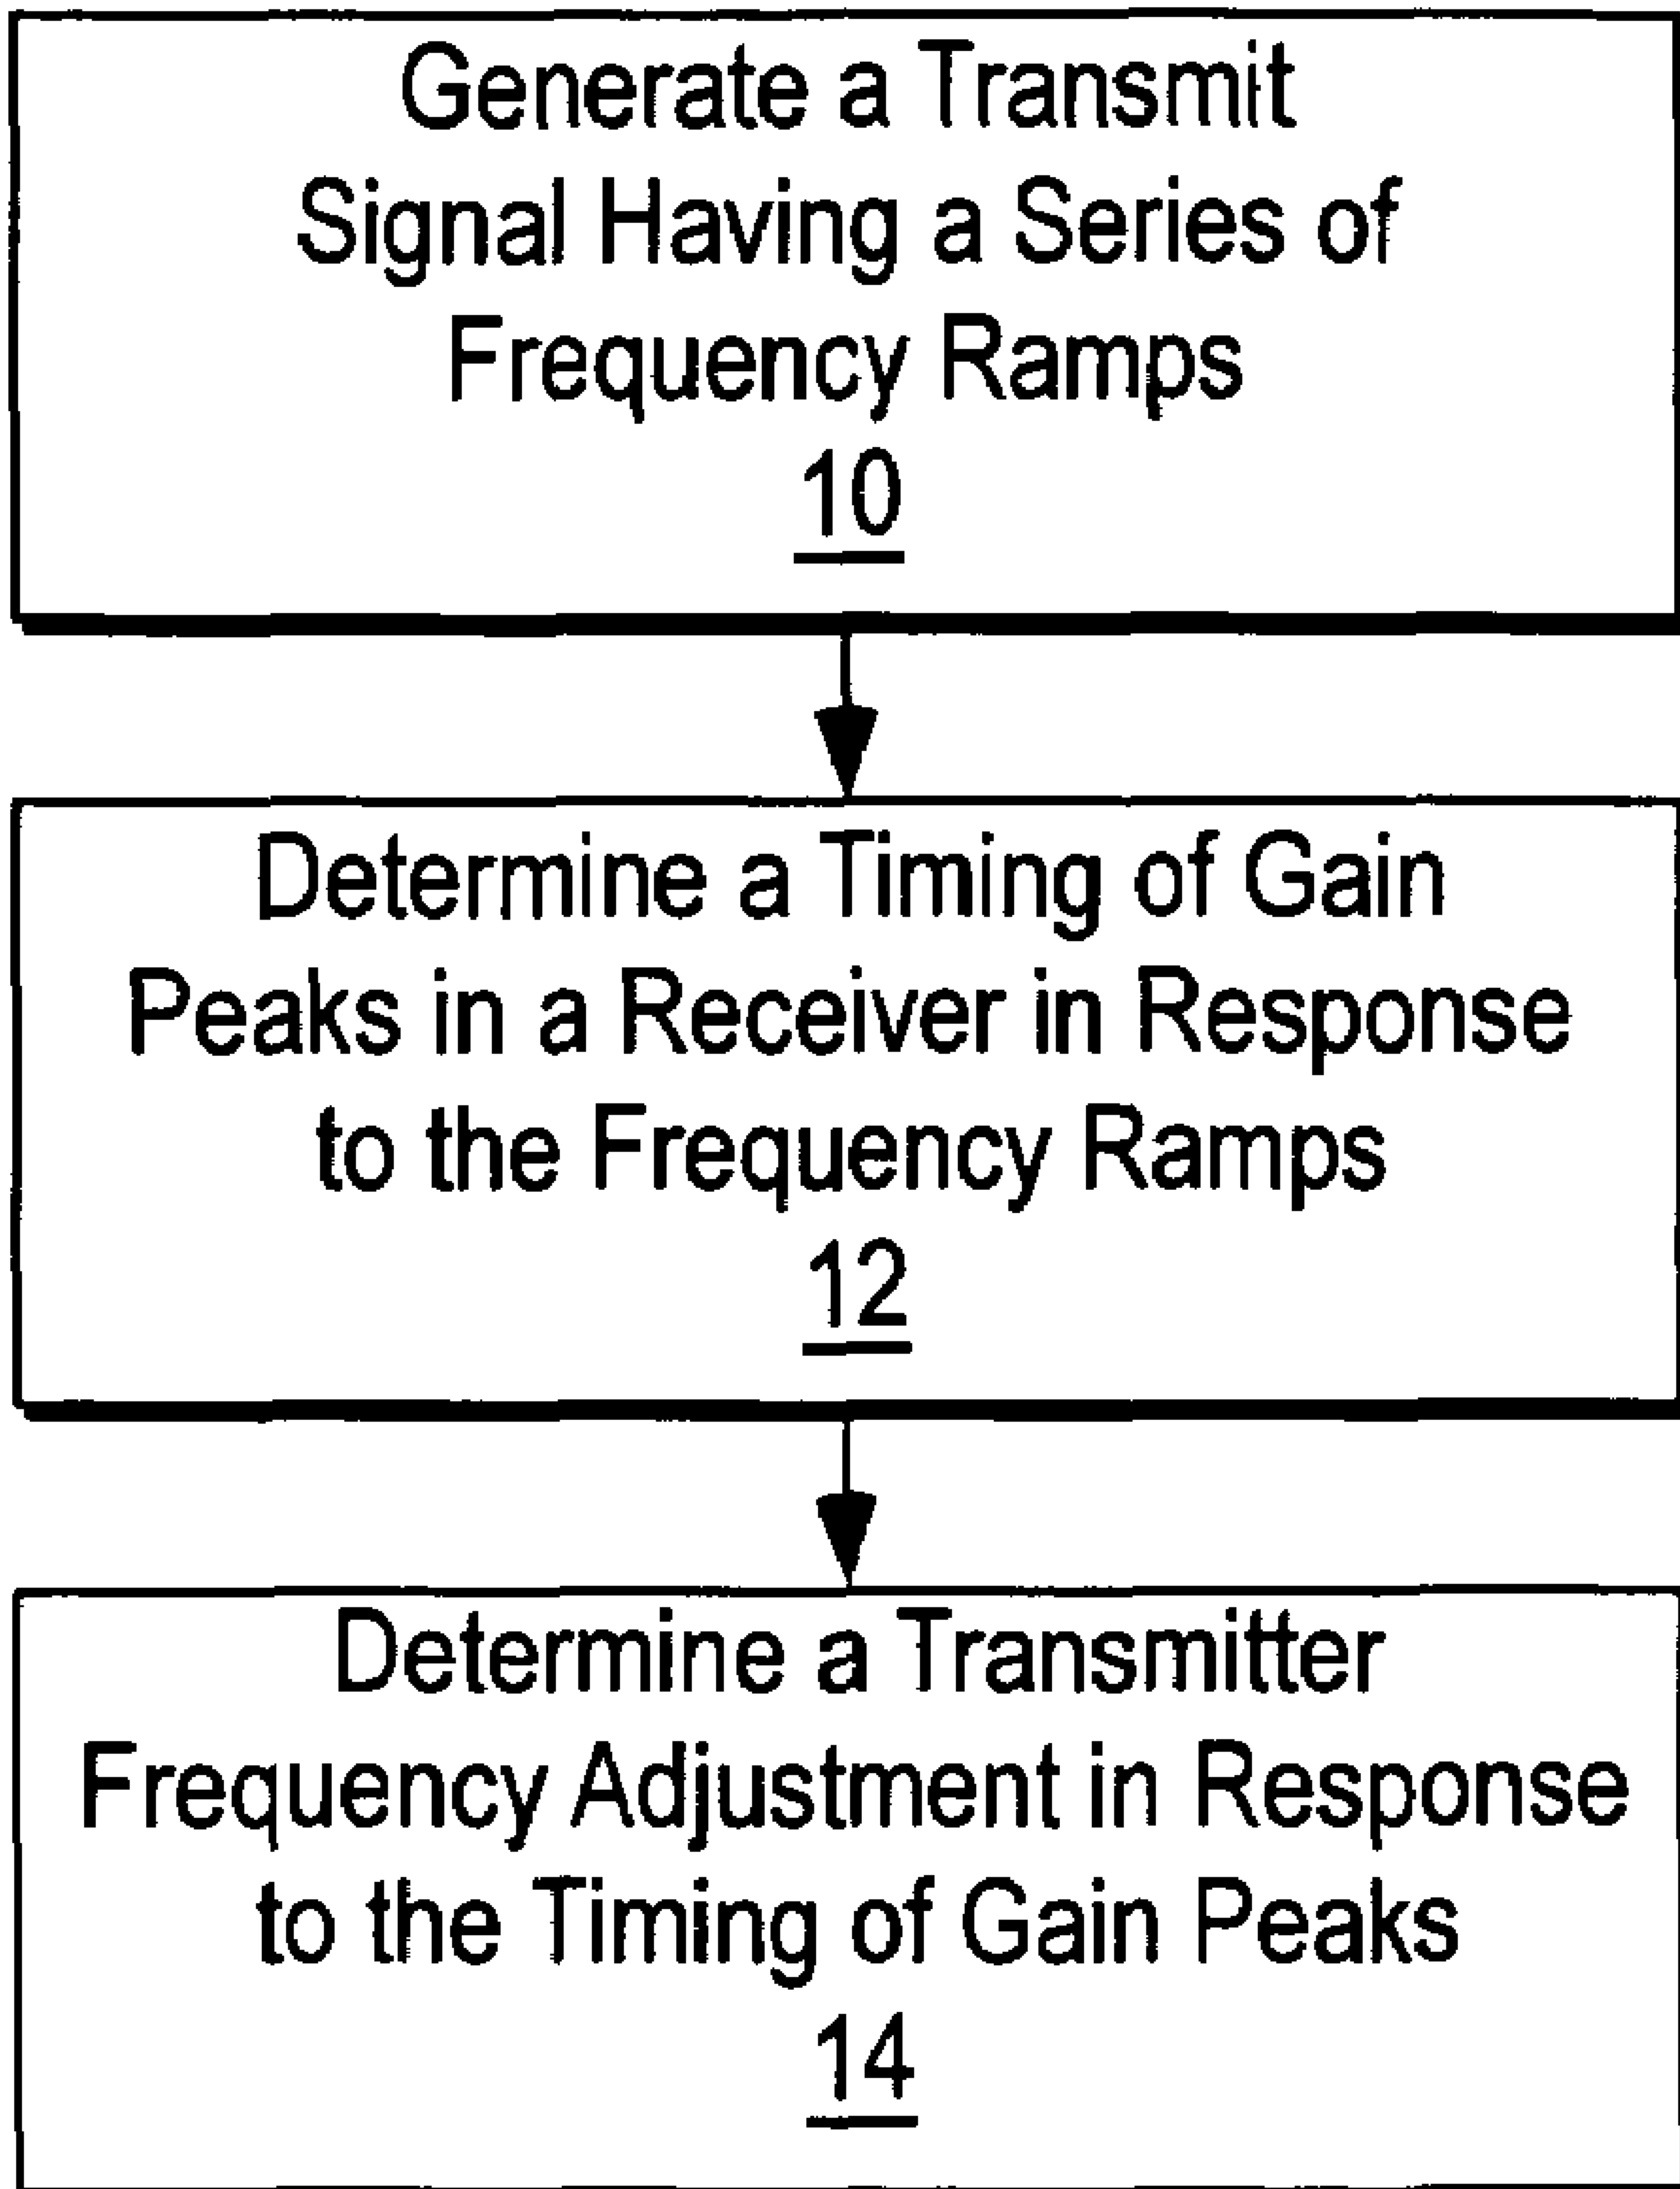 Generate a Transmit
Signal Having a Series of
Frequency Ramps
10
Determine a Timing of Gain
Peaks in a Receiver in Response
to the Frequency Ramps
12
Determine a Transmitter
Frequency Adjustment in Response
to the Timing of Gain Peaks
14